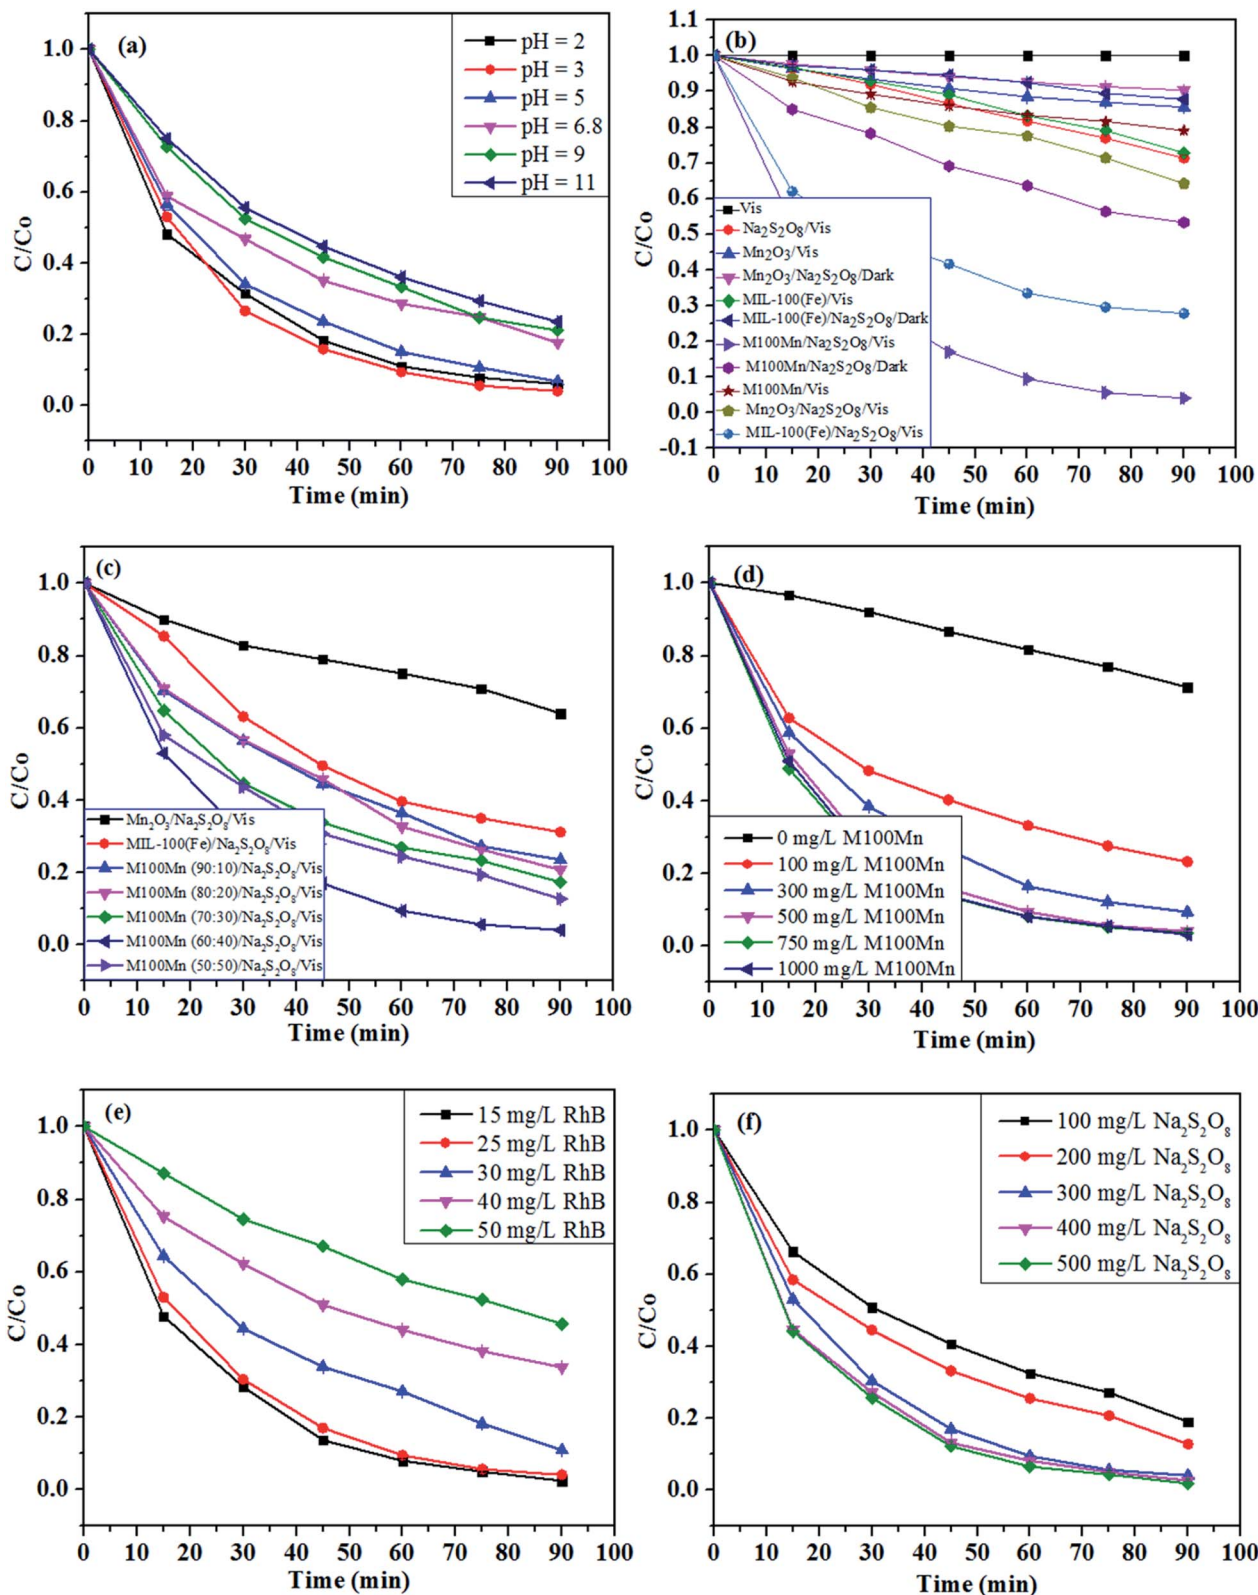 (a)
pH = 2
pH = 3
pH = 5
pH = 6.8
pH = 9
pH = 11
1.0
0.8
0.6
0.4
0.2
0.0
C/Co
0 10 20 30 40 50 60 70 80 90 100
Time (min)
(b)
1.1
1.0
0.9
0.8
0.7
0.6
0.5
0.4
0.3
0.2
0.1
0.0
-0.1
C/Co
Vis
Na₂S₂O₈/Vis
Mn₂O₃/Vis
Mn₂O₃/Na₂S₂O₈/Dark
MIL-100(Fe)/Vis
MIL-100(Fe)/Na₂S₂O₈/Dark
M100Mn/Na₂S₂O₈/Vis
M100Mn/Na₂S₂O₈/Dark
M100Mn/Vis
Mn₂O₃/Na₂S₂O₈/Vis
MIL-100(Fe)/Na₂S₂O₈/Vis
0 10 20 30 40 50 60 70 80 90 100
Time (min)
(c)
1.0
0.8
0.6
0.4
0.2
0.0
C/Co
Mn₂O₃/Na₂S₂O₈/Vis
MIL-100(Fe)/Na₂S₂O₈/Vis
M100Mn (90:10)/Na₂S₂O₈/Vis
M100Mn (80:20)/Na₂S₂O₈/Vis
M100Mn (70:30)/Na₂S₂O₈/Vis
M100Mn (60:40)/Na₂S₂O₈/Vis
M100Mn (50:50)/Na₂S₂O₈/Vis
0 10 20 30 40 50 60 70 80 90 100
Time (min)
(d)
1.0
0.8
0.6
0.4
0.2
0.0
C/Co
0 mg/L M100Mn
100 mg/L M100Mn
300 mg/L M100Mn
500 mg/L M100Mn
750 mg/L M100Mn
1000 mg/L M100Mn
0 10 20 30 40 50 60 70 80 90 100
Time (min)
(e)
15 mg/L RhB
25 mg/L RhB
30 mg/L RhB
40 mg/L RhB
50 mg/L RhB
1.0
0.8
0.6
0.4
0.2
0.0
C/Co
0 10 20 30 40 50 60 70 80 90 100
Time (min)
(f)
100 mg/L Na₂S₂O₈
200 mg/L Na₂S₂O₈
300 mg/L Na₂S₂O₈
400 mg/L Na₂S₂O₈
500 mg/L Na₂S₂O₈
1.0
0.8
0.6
0.4
0.2
0.0
C/Co
0 10 20 30 40 50 60 70 80 90 100
Time (min)